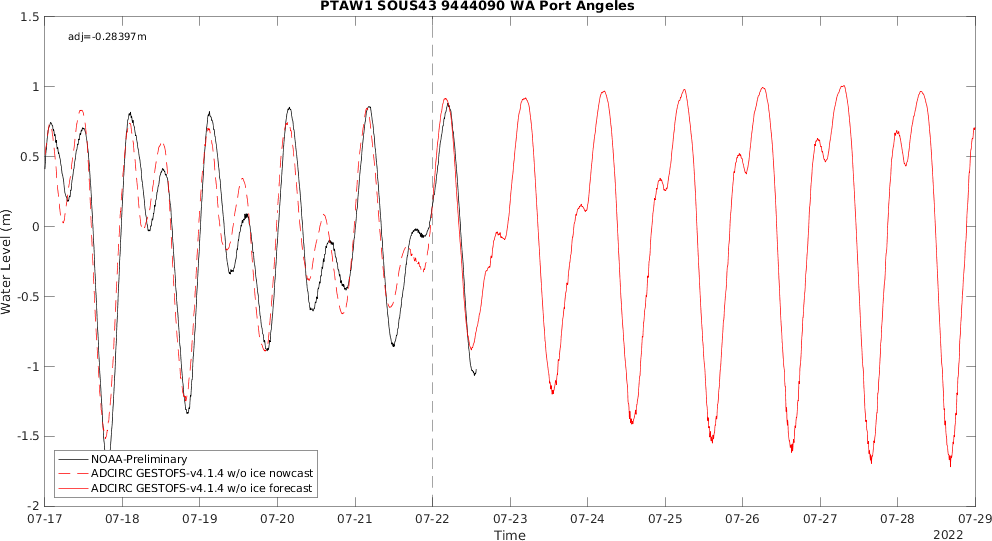 PTAW1 SOUS43 9444090 WA Port Angeles
adj=-0.28397m
Water Level (m)
1.5
1
0.5
0
-0.5
-1
-1.5
-2
NOAA-Preliminary
ADCIRC GESTOFS-v4.1.4 w/o ice nowcast
ADCIRC GESTOFS-v4.1.4 w/o ice forecast
07-17 07-18 07-19 07-20 07-21 07-22 07-23 07-24 07-25 07-26 07-27 07-28 07-29
Time
2022